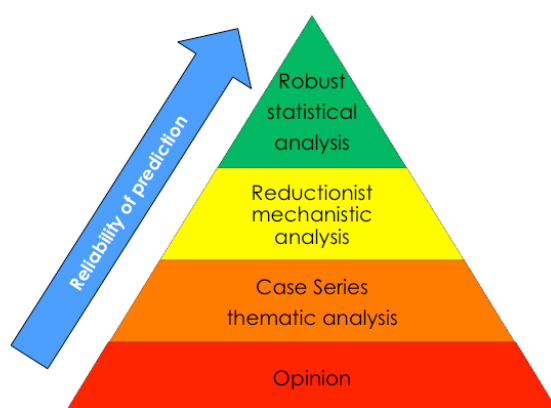 Reliability of prediction
Robust
statistical
analysis
Reductionist
mechanistic
analysis
Case Series
thematic analysis
Opinion